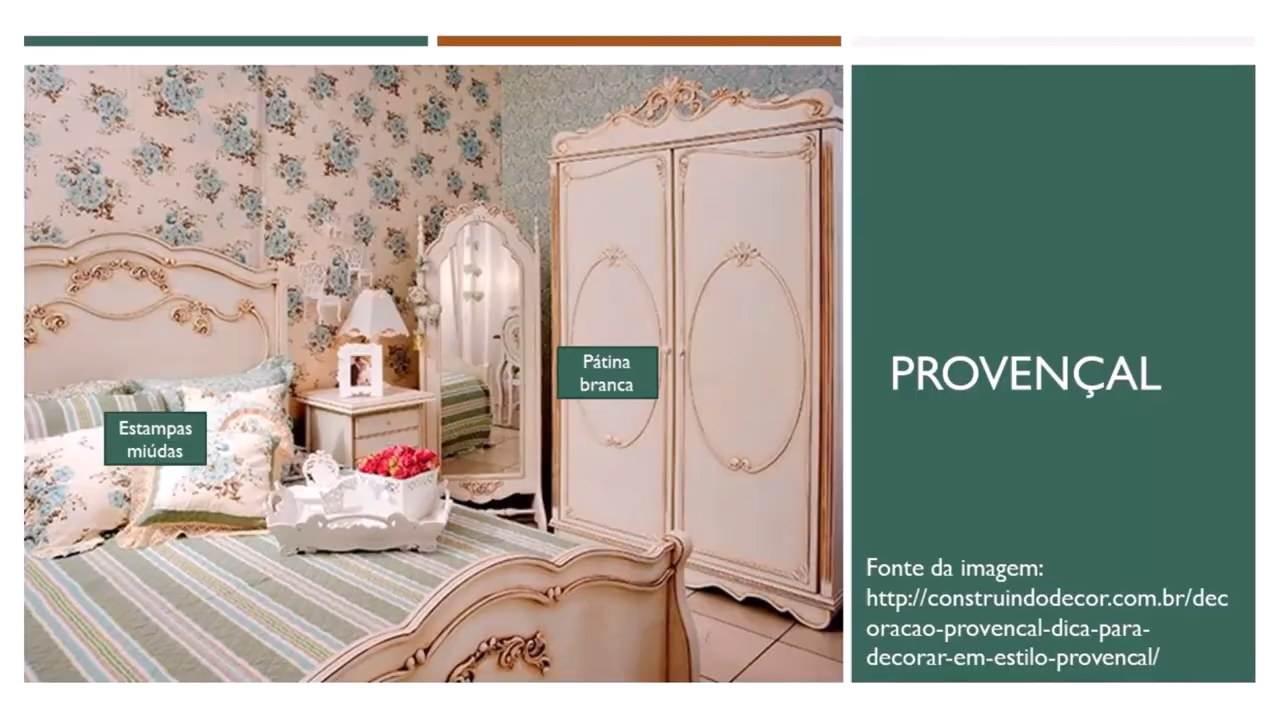 Estampas
miúdas
Pátina
branca
PROVENÇAL
Fonte da imagem:
http://construindodecor.com.br/dec
oracao-provencal-dica-para-
decorar-em-estilo-provencal/